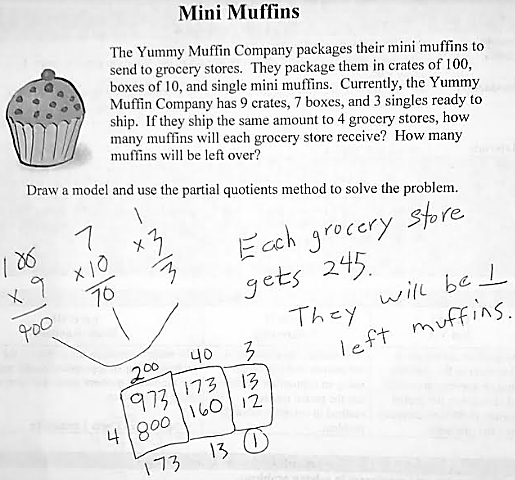 Mini Muffins
The Yummy Muffin Company packages their mini muffins to
send to grocery stores. They package them in crates of 100,
boxes of 10, and single mini muffins. Currently, the Yummy
Muffin Company has 9 crates, 7 boxes, and 3 singles ready to
ship. If they ship the same amount to 4 grocery stores, how
many muffins will each grocery store receive? How many
muffins will be left over?
Draw a model and use the partial quotients method to solve the problem.
100
x 9
900
7
x 10
70
1
x 3
3
Each grocery store
gets 245.
They will be 1
left muffins.
200 40 3
973 173 13
4 800 160 12
173 13 1